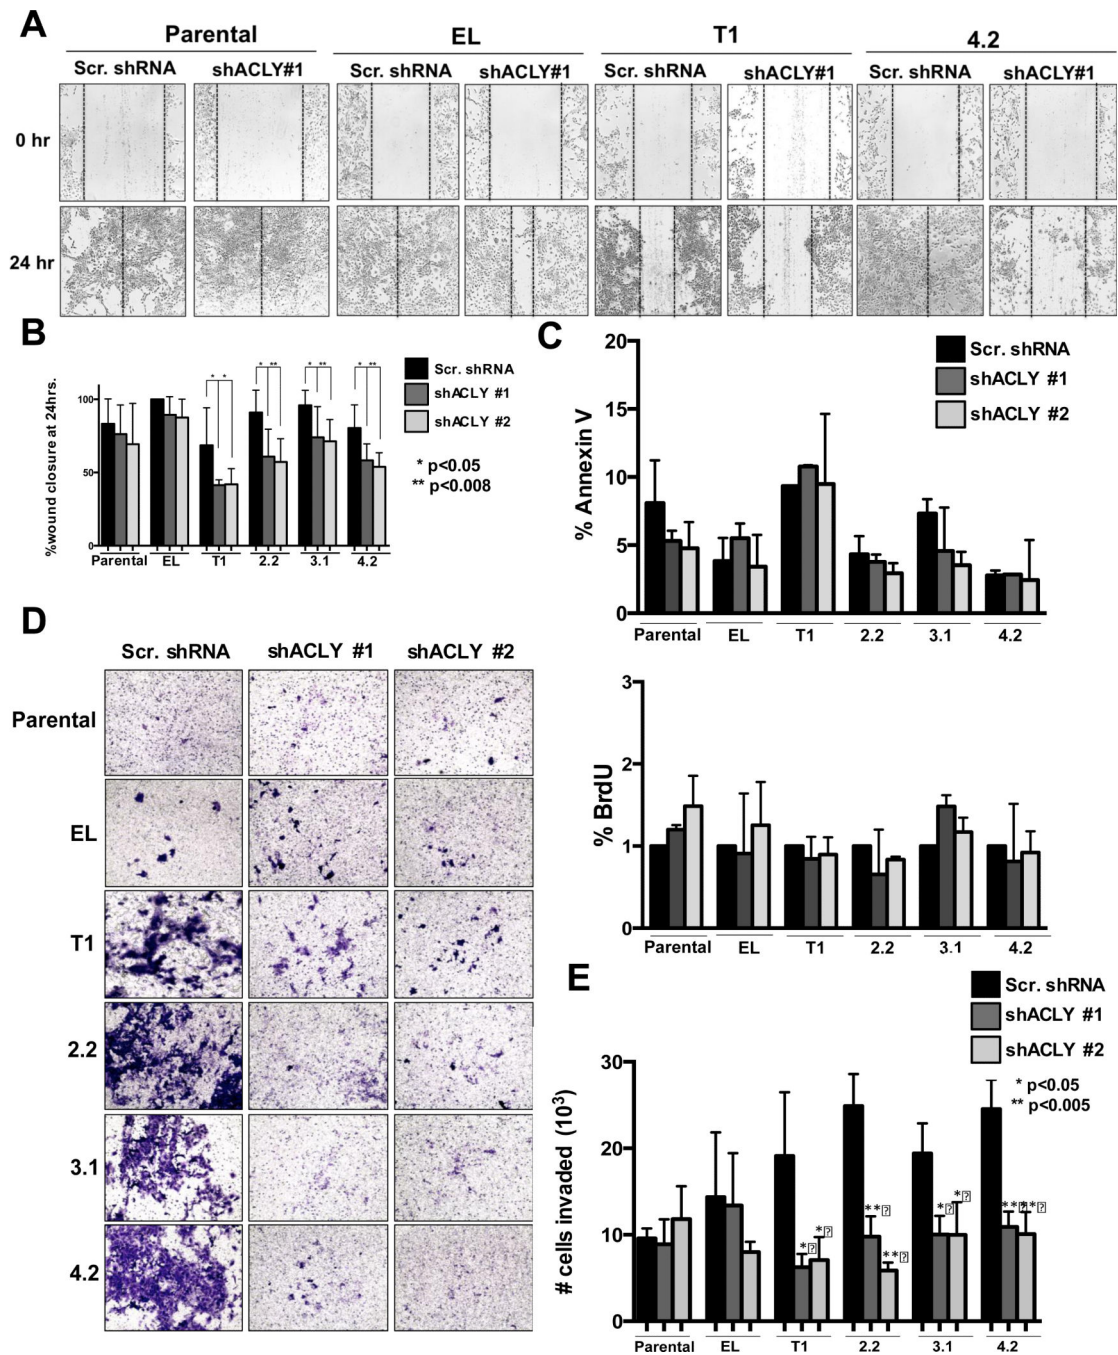 A
Parental EL T1 4.2
Scr. shRNA shACLY#1 Scr. shRNA shACLY#1 Scr. shRNA shACLY#1 Scr. shRNA shACLY#1
0 hr
24 hr
B
%wound closure at 24hrs.
100
50
0
* * * ** * ** * **
Parental EL T1 2.2 3.1 4.2
Scr. shRNA
shACLY #1
shACLY #2
* p<0.05
** p<0.008
C
% Annexin V
20
15
10
5
0
Scr. shRNA
shACLY #1
shACLY #2
Parental EL T1 2.2 3.1 4.2
% BrdU
3
2
1
0
Parental EL T1 2.2 3.1 4.2
D
Scr. shRNA shACLY #1 shACLY #2
Parental
EL
T1
2.2
3.1
4.2
E
Scr. shRNA
shACLY #1
shACLY #2
* p<0.05
** p<0.005
# cells invaded (10³)
30
20
10
0
*⍰ *⍰ **⍰ **⍰ *⍰ *⍰ **⍰ **⍰
Parental EL T1 2.2 3.1 4.2